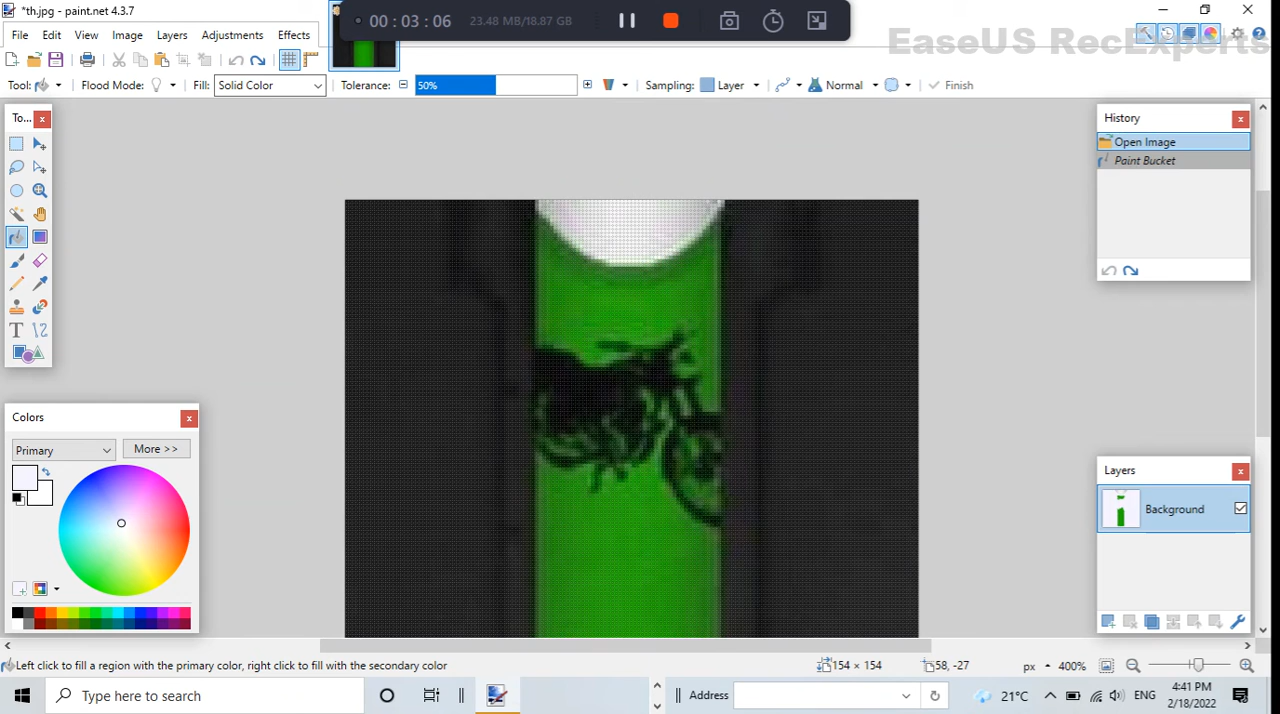 *th.jpg - paint.net 4.3.7
00 : 03 : 06
23.48 MB/18.87 GB
EaseUS RecExperts
File Edit View Image Layers Adjustments Effects
Tool: Flood Mode: Fill: Solid Color Tolerance: 50% Sampling: Layer Normal Finish
To...
History
Open Image
Paint Bucket
Colors
Primary
More >>
Layers
Background
Left click to fill a region with the primary color, right click to fill with the secondary color
154 × 154
58, -27
px
400%
Type here to search
Address
21°C
ENG
4:41 PM
2/18/2022